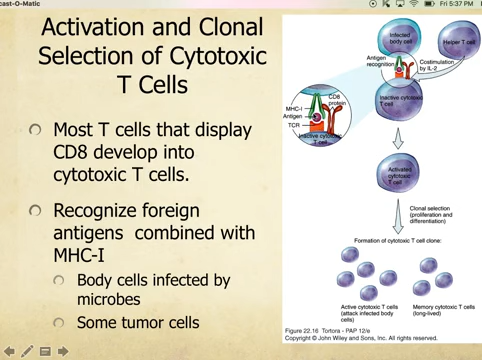 cast-O-Matic
Fri 5:37 PM
Activation and Clonal
Selection of Cytotoxic
T Cells
Most T cells that display
CD8 develop into
cytotoxic T cells.
Recognize foreign
antigens combined with
MHC-I
Body cells infected by
microbes
Some tumor cells
Infected
body cell
Helper T cell
Antigen
recognition
Costimulation
by IL-2
Inactive cytotoxic
T cell
CD8
protein
MHC-I
Antigen
TCR
Inactive cytotoxic
T cell
Activated
cytotoxic
T cell
Clonal selection
(proliferation and
differentiation)
Formation of cytotoxic T cell clone:
Active cytotoxic T cells
(attack infected body
cells)
Memory cytotoxic T cells
(long-lived)
Figure 22.16 Tortora - PAP 12/e
Copyright © John Wiley and Sons, Inc. All rights reserved.